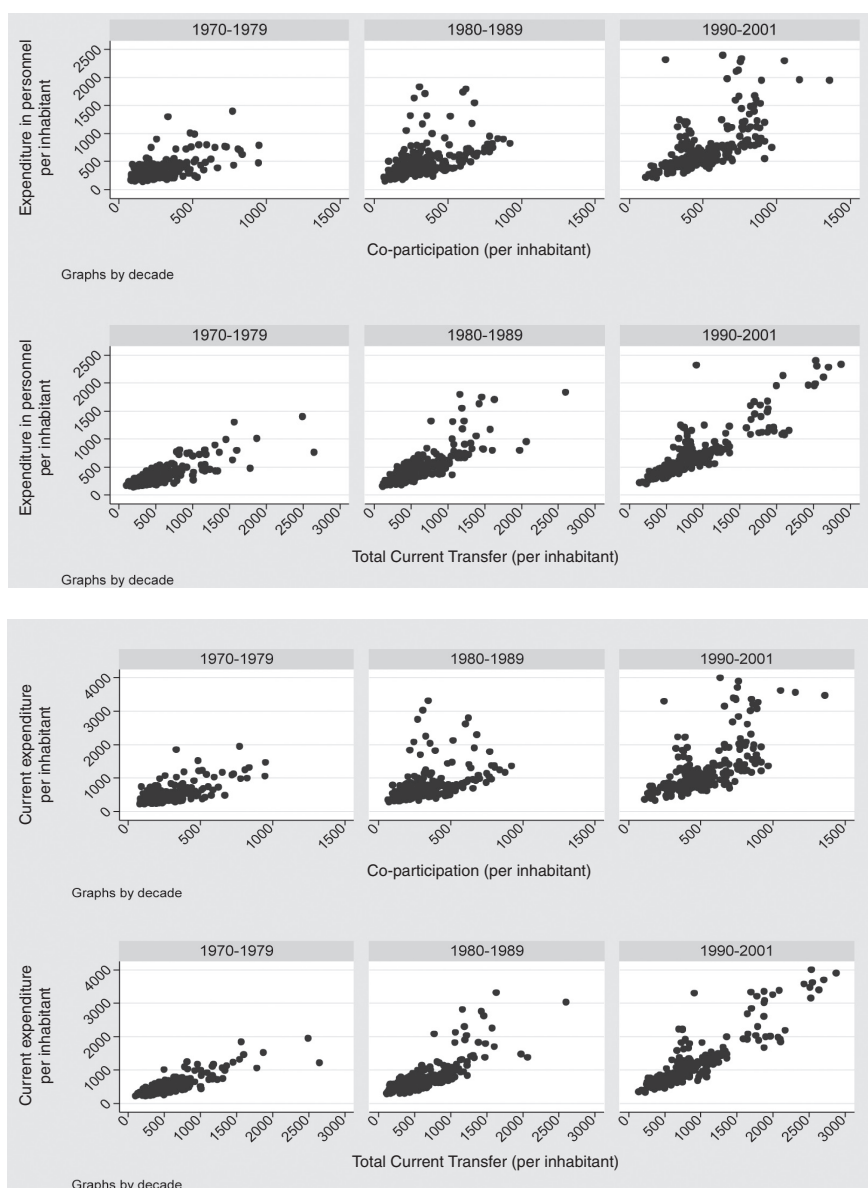 1970-1979 1980-1989 1990-2001
Expenditure in personnel
per inhabitant
2500
2000
1500
1000
500
0
0 500 1000 1500 0 500 1000 1500 0 500 1000 1500
Co-participation (per inhabitant)
Graphs by decade
1970-1979 1980-1989 1990-2001
Expenditure in personnel
per inhabitant
2500
2000
1500
1000
500
0
0 500 1000 1500 2000 2500 3000 0 500 1000 1500 2000 2500 3000 0 500 1000 1500 2000 2500 3000
Total Current Transfer (per inhabitant)
Graphs by decade
1970-1979 1980-1989 1990-2001
Current expenditure
per inhabitant
4000
3000
2000
1000
0
0 500 1000 1500 0 500 1000 1500 0 500 1000 1500
Co-participation (per inhabitant)
Graphs by decade
1970-1979 1980-1989 1990-2001
Current expenditure
per inhabitant
4000
3000
2000
1000
0
0 500 1000 1500 2000 2500 3000 0 500 1000 1500 2000 2500 3000 0 500 1000 1500 2000 2500 3000
Total Current Transfer (per inhabitant)
Graphs by decade